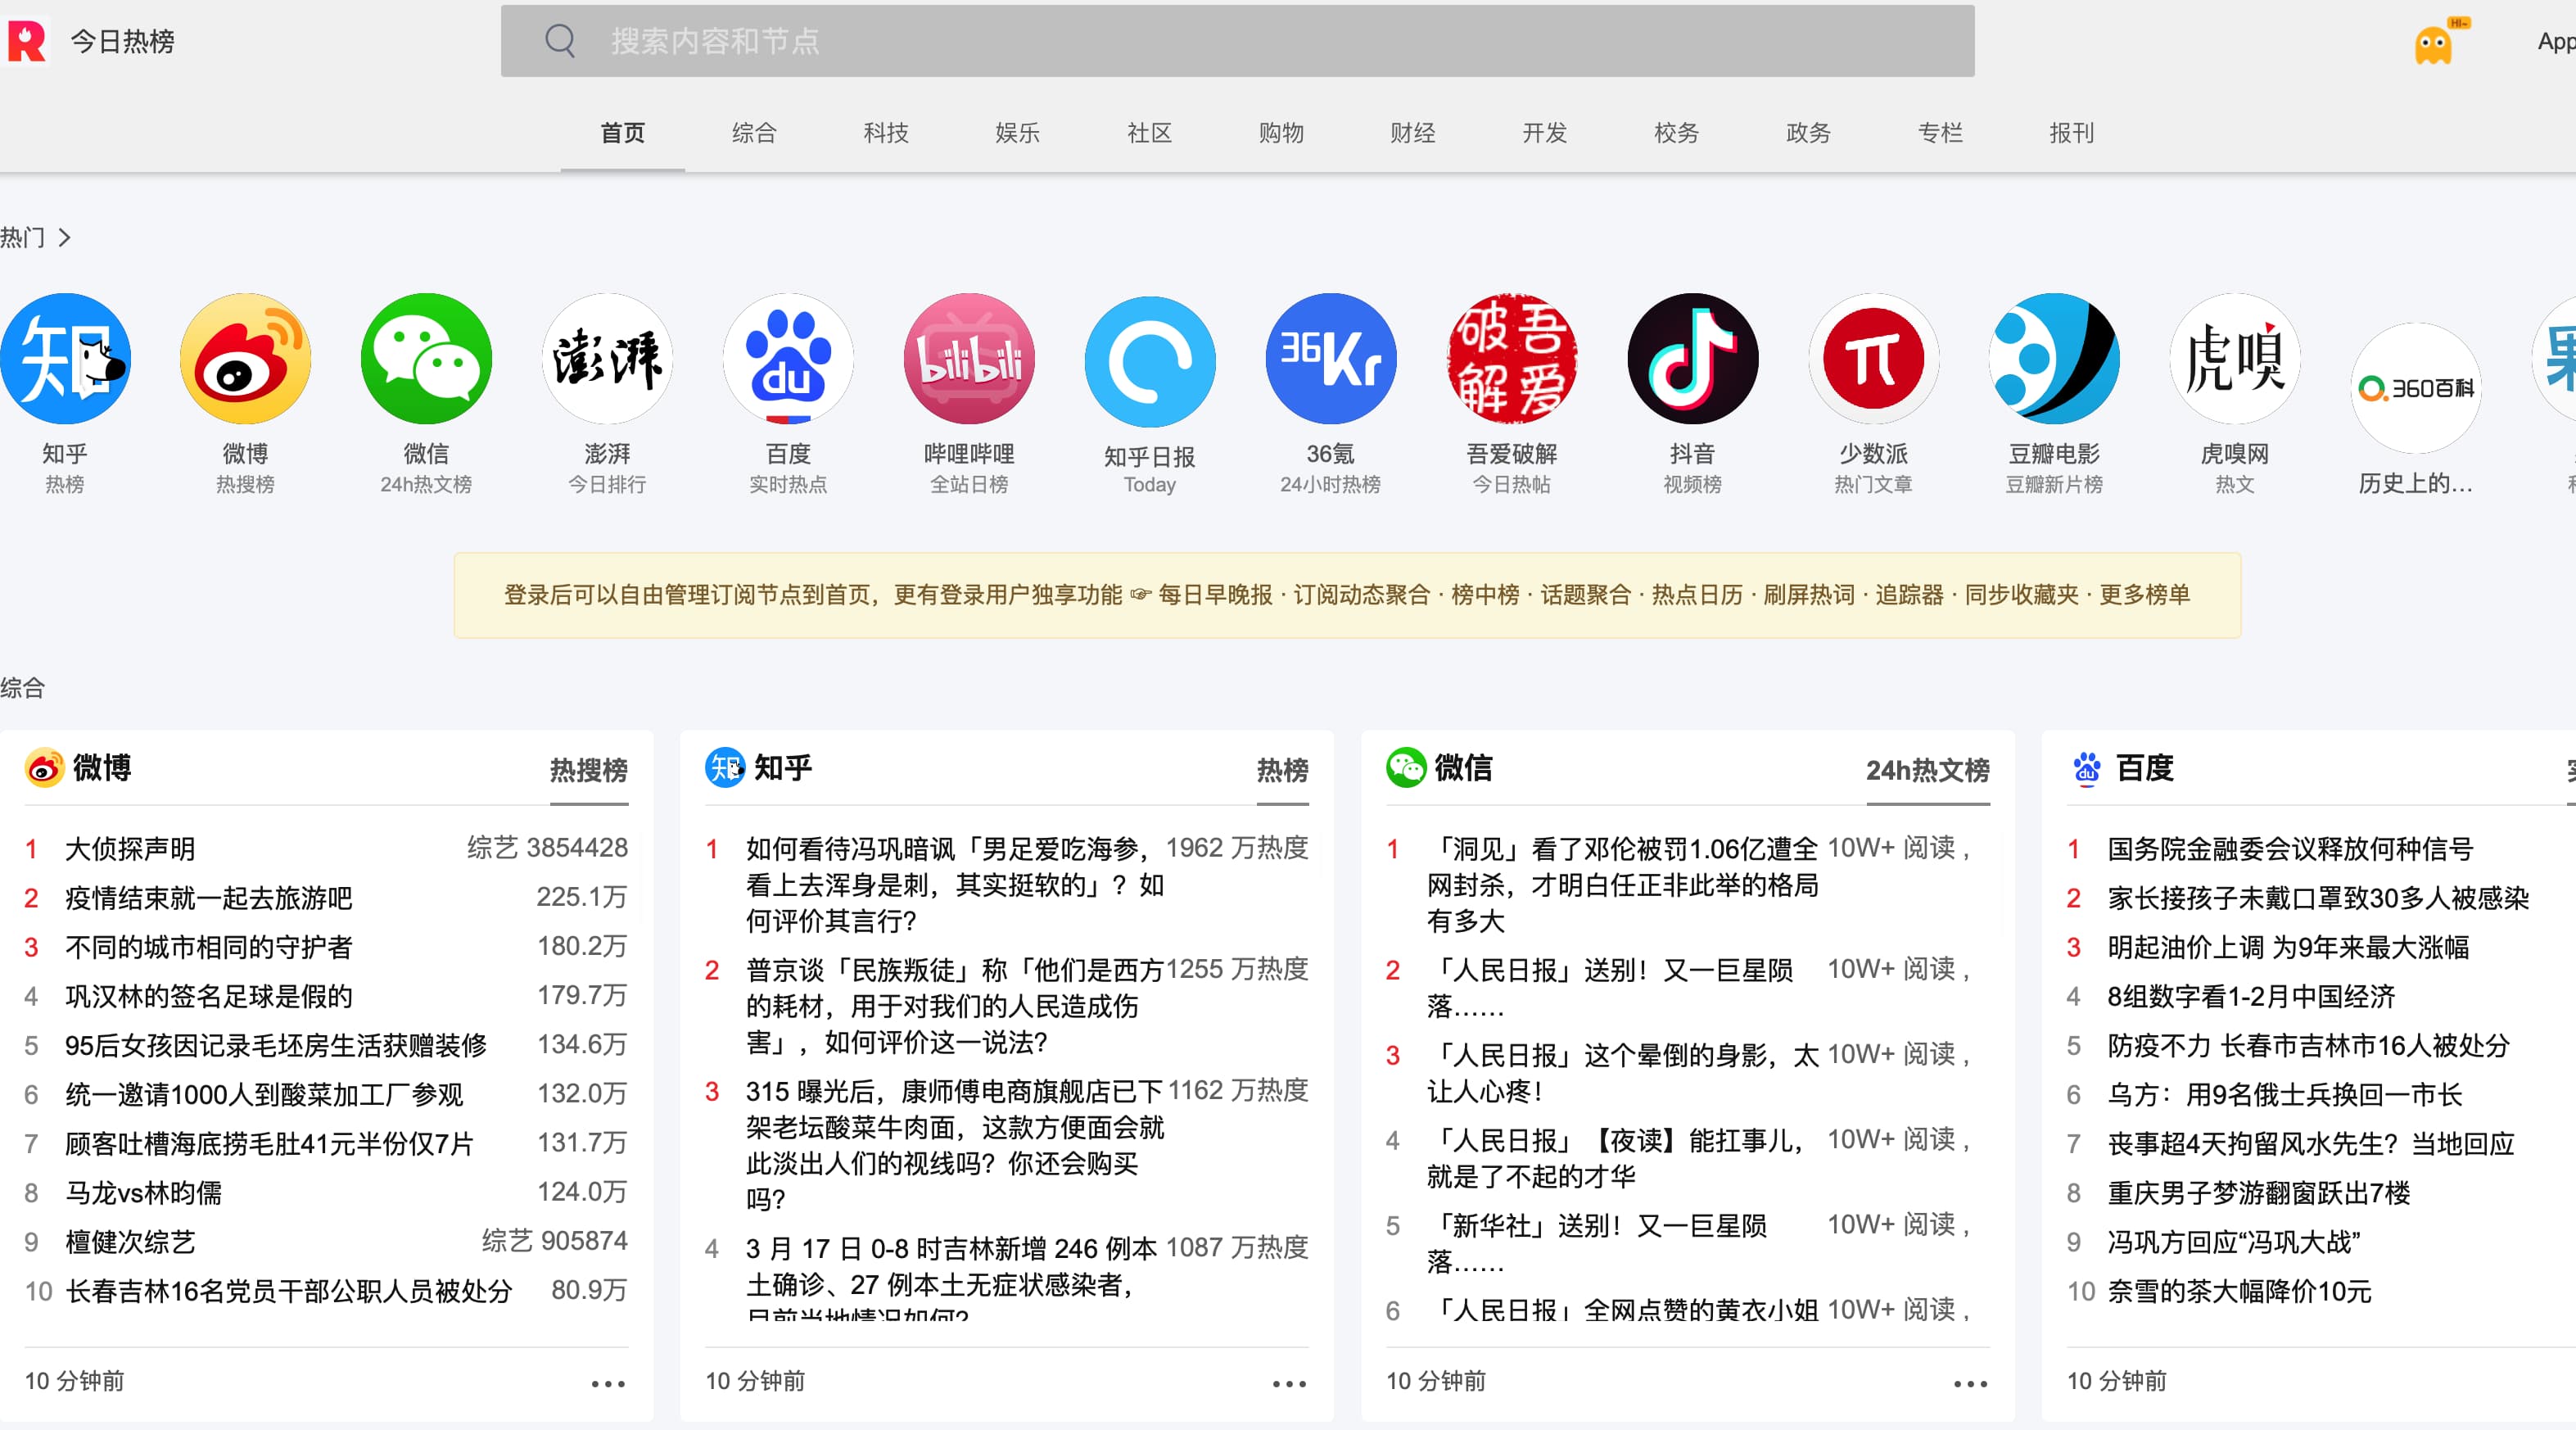 今日热榜
搜索内容和节点
HI~
App
首页 综合 科技 娱乐 社区 购物 财经 开发 校务 政务 专栏 报刊
热门
知乎 微博 微信 澎湃 百度 哔哩哔哩 知乎日报 36氪 吾爱破解 抖音 少数派 豆瓣电影 虎嗅网 历史上的…
热榜 热搜榜 24h热文榜 今日排行 实时热点 全站日榜 Today 24小时热榜 今日热帖 视频榜 热门文章 豆瓣新片榜 热文
登录后可以自由管理订阅节点到首页，更有登录用户独享功能 ☞ 每日早晚报 · 订阅动态聚合 · 榜中榜 · 话题聚合 · 热点日历 · 刷屏热词 · 追踪器 · 同步收藏夹 · 更多榜单
综合
微博 热搜榜
1 大侦探声明 综艺 3854428
2 疫情结束就一起去旅游吧 225.1万
3 不同的城市相同的守护者 180.2万
4 巩汉林的签名足球是假的 179.7万
5 95后女孩因记录毛坯房生活获赠装修 134.6万
6 统一邀请1000人到酸菜加工厂参观 132.0万
7 顾客吐槽海底捞毛肚41元半份仅7片 131.7万
8 马龙vs林昀儒 124.0万
9 檀健次综艺 综艺 905874
10 长春吉林16名党员干部公职人员被处分 80.9万
10 分钟前
知乎 热榜
1 如何看待冯巩暗讽「男足爱吃海参， 1962 万热度
看上去浑身是刺，其实挺软的」？如
何评价其言行？
2 普京谈「民族叛徒」称「他们是西方 1255 万热度
的耗材，用于对我们的人民造成伤
害」，如何评价这一说法？
3 315 曝光后，康师傅电商旗舰店已下 1162 万热度
架老坛酸菜牛肉面，这款方便面会就
此淡出人们的视线吗？你还会购买
吗？
4 3 月 17 日 0-8 时吉林新增 246 例本 1087 万热度
土确诊、27 例本土无症状感染者，
目前当地情况如何？
10 分钟前
微信 24h热文榜
1 「洞见」看了邓伦被罚1.06亿遭全 10W+ 阅读 ,
网封杀，才明白任正非此举的格局
有多大
2 「人民日报」送别！又一巨星陨 10W+ 阅读 ,
落……
3 「人民日报」这个晕倒的身影，太 10W+ 阅读 ,
让人心疼！
4 「人民日报」【夜读】能扛事儿， 10W+ 阅读 ,
就是了不起的才华
5 「新华社」送别！又一巨星陨 10W+ 阅读 ,
落……
6 「人民日报」全网点赞的黄衣小姐 10W+ 阅读 ,
10 分钟前
百度
1 国务院金融委会议释放何种信号
2 家长接孩子未戴口罩致30多人被感染
3 明起油价上调 为9年来最大涨幅
4 8组数字看1-2月中国经济
5 防疫不力 长春市吉林市16人被处分
6 乌方：用9名俄士兵换回一市长
7 丧事超4天拘留风水先生？当地回应
8 重庆男子梦游翻窗跃出7楼
9 冯巩方回应“冯巩大战”
10 奈雪的茶大幅降价10元
10 分钟前